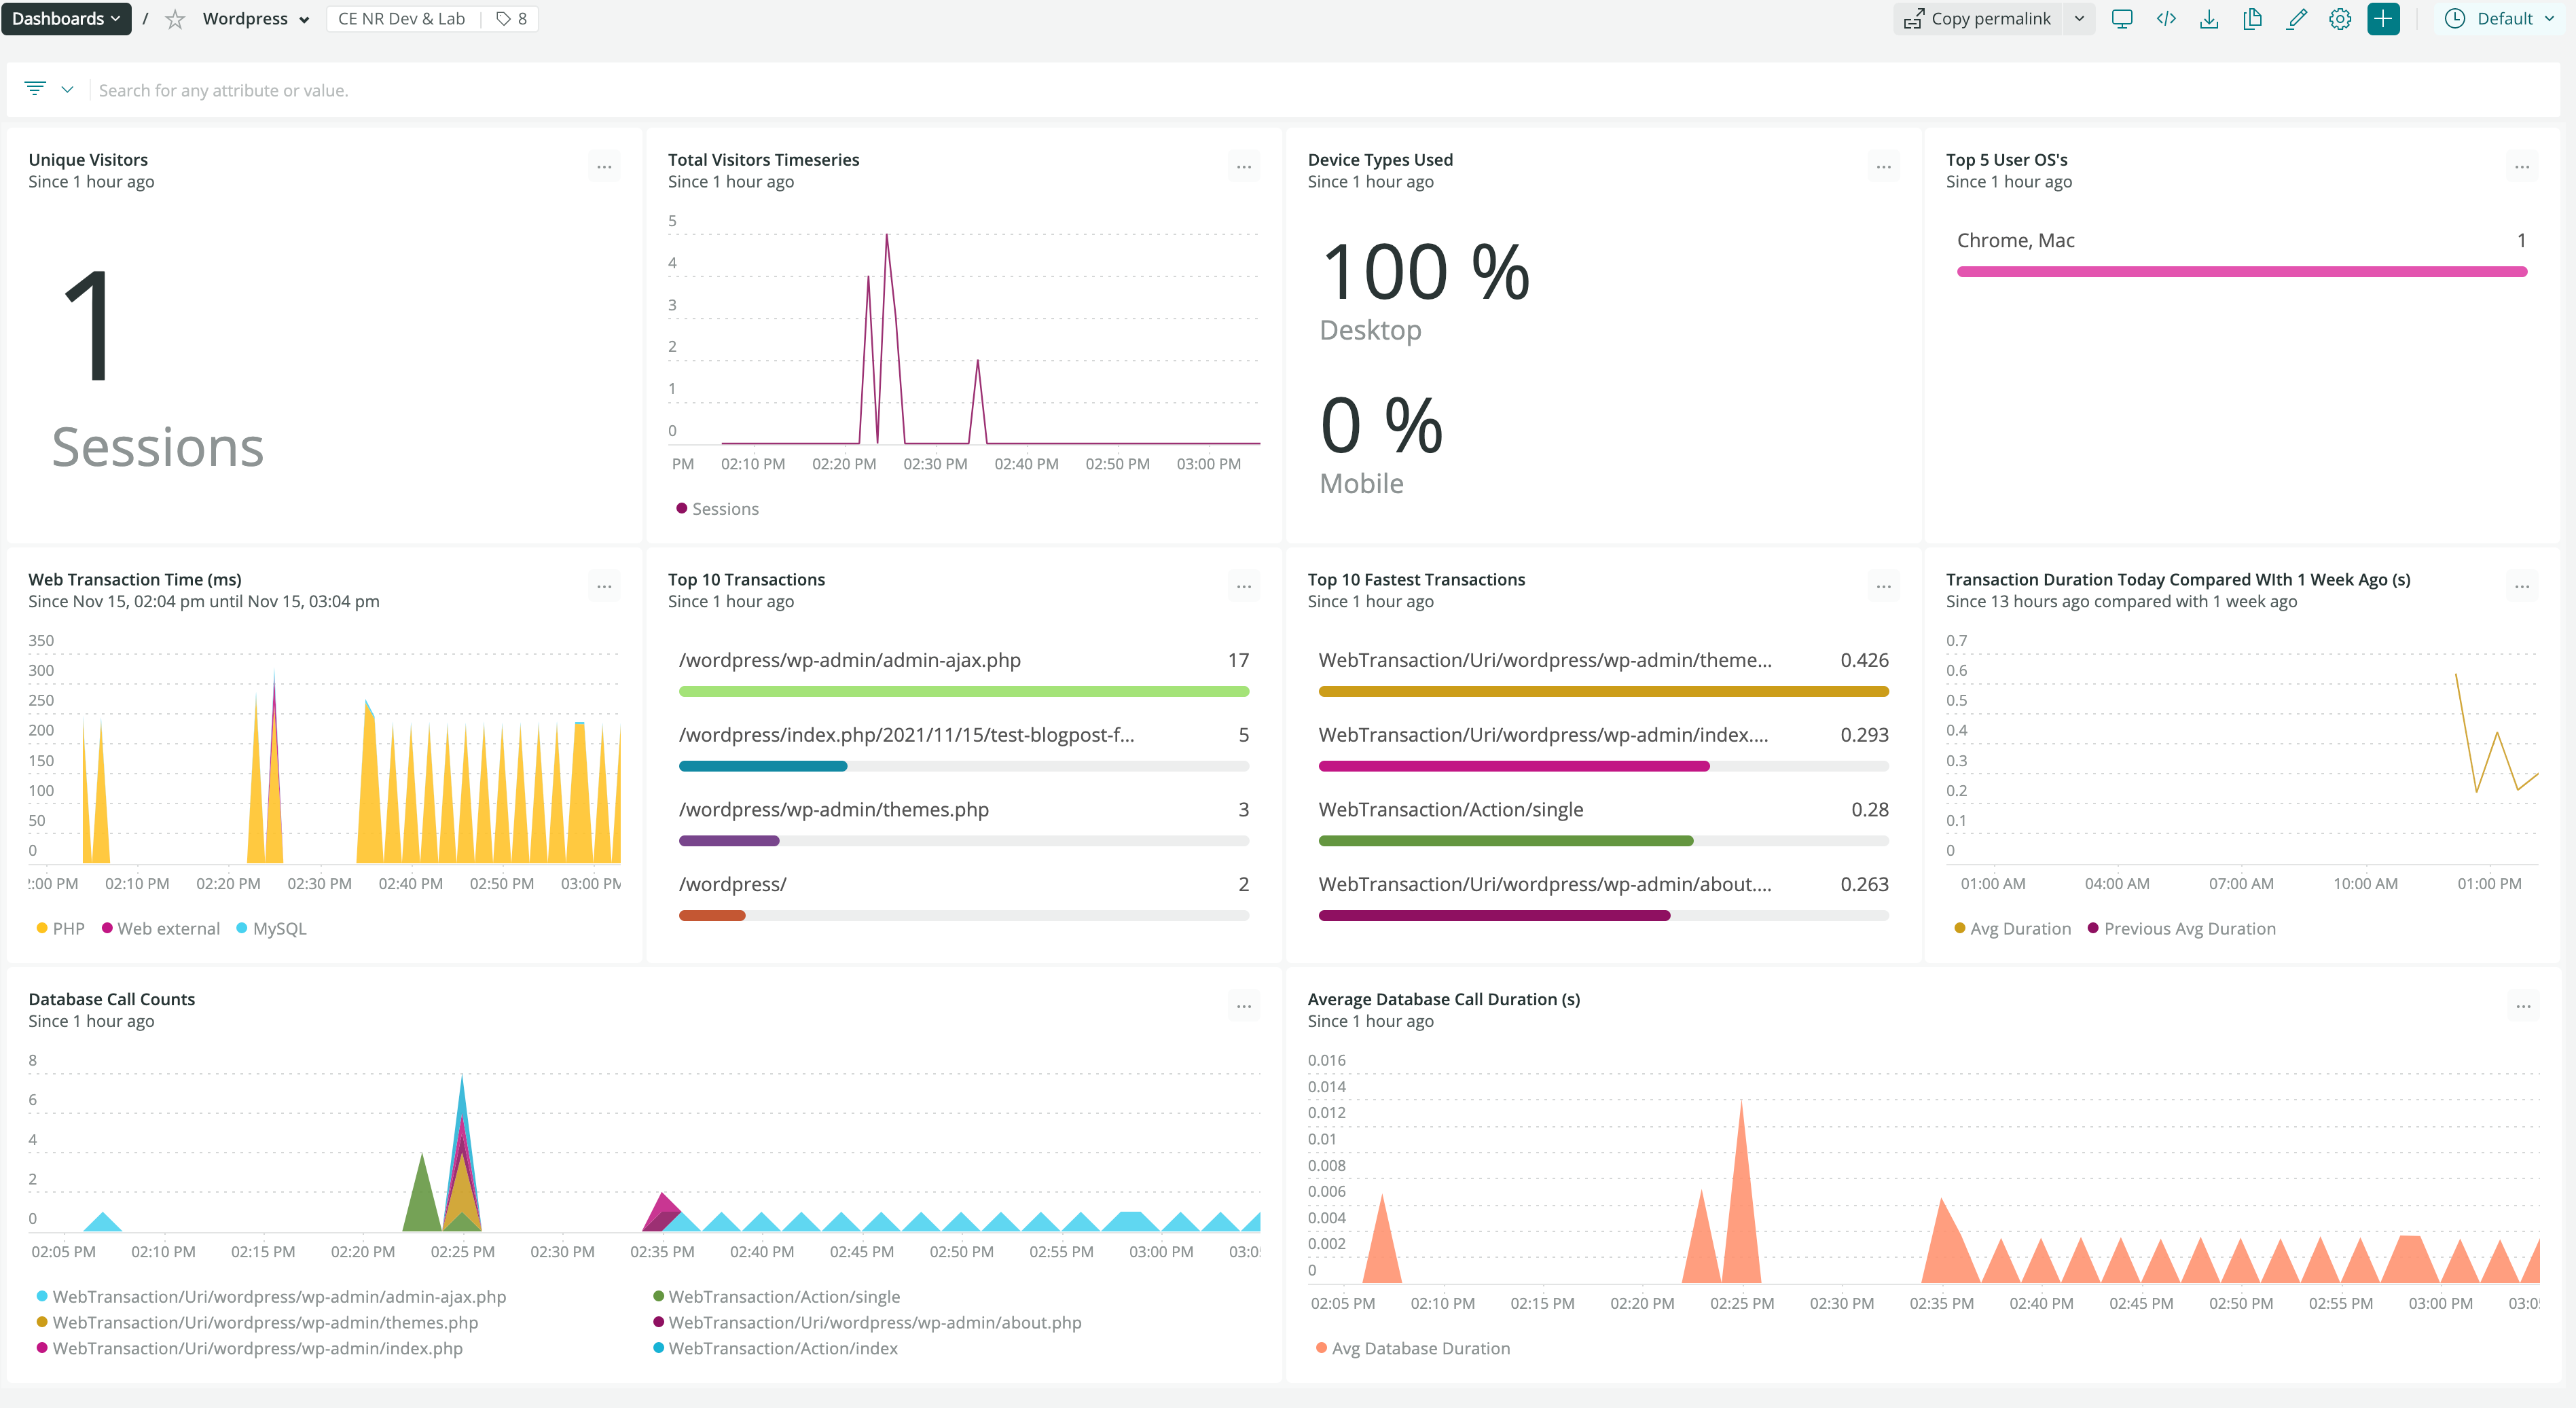 Dashboards / Wordpress CE NR Dev & Lab 8 Copy permalink Default
Search for any attribute or value.
Unique Visitors
Since 1 hour ago
1
Sessions
Total Visitors Timeseries
Since 1 hour ago
5
4
3
2
1
0
PM 02:10 PM 02:20 PM 02:30 PM 02:40 PM 02:50 PM 03:00 PM
Sessions
Device Types Used
Since 1 hour ago
100 %
Desktop
0 %
Mobile
Top 5 User OS's
Since 1 hour ago
Chrome, Mac 1
Web Transaction Time (ms)
Since Nov 15, 02:04 pm until Nov 15, 03:04 pm
350
300
250
200
150
100
50
0
:00 PM 02:10 PM 02:20 PM 02:30 PM 02:40 PM 02:50 PM 03:00 PM
PHP Web external MySQL
Top 10 Transactions
Since 1 hour ago
/wordpress/wp-admin/admin-ajax.php 17
/wordpress/index.php/2021/11/15/test-blogpost-f... 5
/wordpress/wp-admin/themes.php 3
/wordpress/ 2
Top 10 Fastest Transactions
Since 1 hour ago
WebTransaction/Uri/wordpress/wp-admin/theme... 0.426
WebTransaction/Uri/wordpress/wp-admin/index.... 0.293
WebTransaction/Action/single 0.28
WebTransaction/Uri/wordpress/wp-admin/about.... 0.263
Transaction Duration Today Compared WIth 1 Week Ago (s)
Since 13 hours ago compared with 1 week ago
0.7
0.6
0.5
0.4
0.3
0.2
0.1
0
01:00 AM 04:00 AM 07:00 AM 10:00 AM 01:00 PM
Avg Duration Previous Avg Duration
Database Call Counts
Since 1 hour ago
8
6
4
2
0
02:05 PM 02:10 PM 02:15 PM 02:20 PM 02:25 PM 02:30 PM 02:35 PM 02:40 PM 02:45 PM 02:50 PM 02:55 PM 03:00 PM 03:0
WebTransaction/Uri/wordpress/wp-admin/admin-ajax.php WebTransaction/Action/single
WebTransaction/Uri/wordpress/wp-admin/themes.php WebTransaction/Uri/wordpress/wp-admin/about.php
WebTransaction/Uri/wordpress/wp-admin/index.php WebTransaction/Action/index
Average Database Call Duration (s)
Since 1 hour ago
0.016
0.014
0.012
0.01
0.008
0.006
0.004
0.002
0
02:05 PM 02:10 PM 02:15 PM 02:20 PM 02:25 PM 02:30 PM 02:35 PM 02:40 PM 02:45 PM 02:50 PM 02:55 PM 03:00 PM 03:0
Avg Database Duration